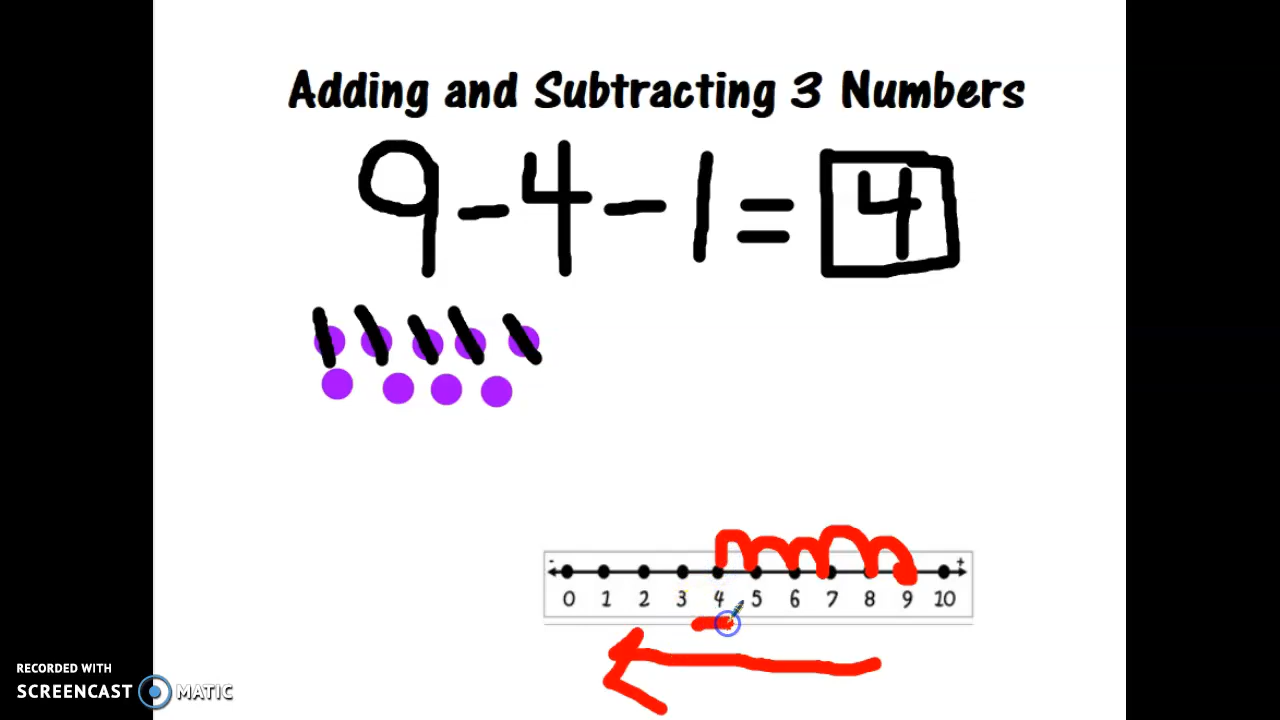 Adding and Subtracting 3 Numbers
9 - 4 - 1 = 4
- +
0 1 2 3 4 5 6 7 8 9 10
RECORDED WITH
SCREENCAST MATIC